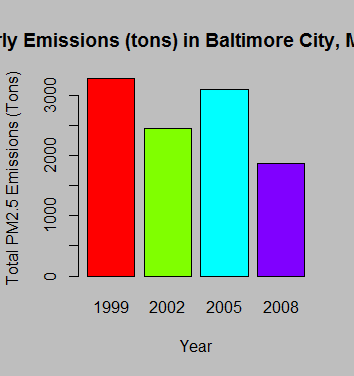 rly Emissions (tons) in Baltimore City, M
Total PM2.5 Emissions (Tons)
3000
2000
1000
0
1999 2002 2005 2008
Year